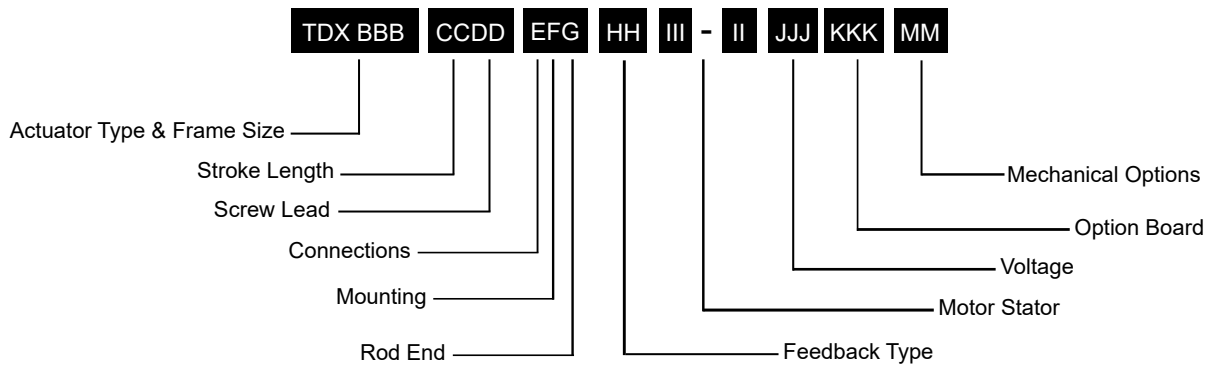 TDX BBB CCDD EFG HH III - II JJJ KKK MM
Actuator Type & Frame Size
Stroke Length
Mechanical Options
Screw Lead
Option Board
Connections
Voltage
Mounting
Motor Stator
Rod End
Feedback Type